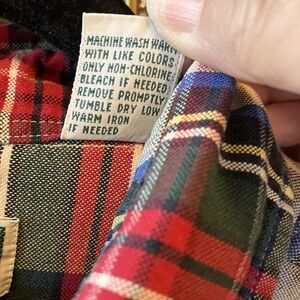 MACHINE WASH WARM
WITH LIKE COLORS
ONLY NON-CHLORINE
BLEACH IF NEEDED
REMOVE PROMPTLY
TUMBLE DRY LOW
WARM IRON
IF NEEDED